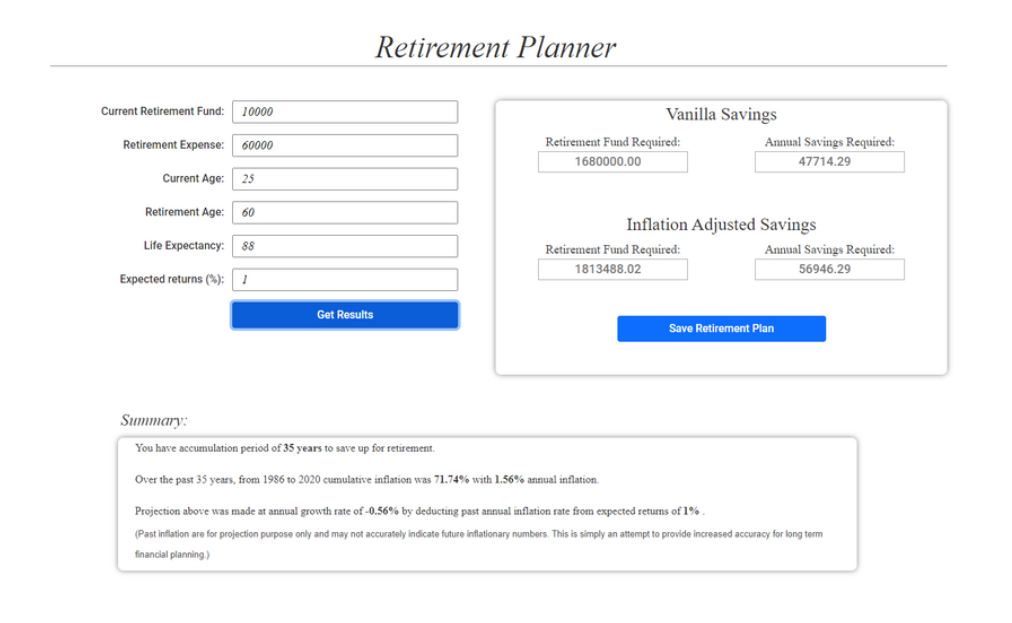 Retirement Planner
Current Retirement Fund: 10000
Retirement Expense: 60000
Current Age: 25
Retirement Age: 60
Life Expectancy: 88
Expected returns (%): 1
Get Results
Vanilla Savings
Retirement Fund Required: Annual Savings Required:
1680000.00 47714.29
Inflation Adjusted Savings
Retirement Fund Required: Annual Savings Required:
1813488.02 56946.29
Save Retirement Plan
Summary:
You have accumulation period of 35 years to save up for retirement.
Over the past 35 years, from 1986 to 2020 cumulative inflation was 71.74% with 1.56% annual inflation.
Projection above was made at annual growth rate of -0.56% by deducting past annual inflation rate from expected returns of 1% .
(Past inflation are for projection purpose only and may not accurately indicate future inflationary numbers. This is simply an attempt to provide increased accuracy for long term
financial planning.)